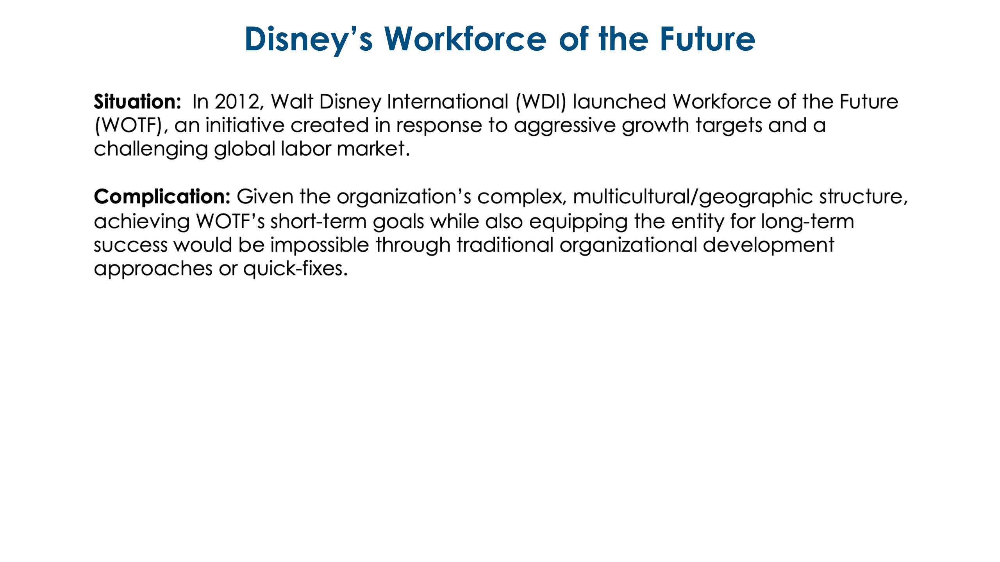 Disney’s Workforce of the Future
Situation:  In 2012, Walt Disney International (WDI) launched Workforce of the Future
(WOTF), an initiative created in response to aggressive growth targets and a
challenging global labor market.
Complication: Given the organization’s complex, multicultural/geographic structure,
achieving WOTF’s short-term goals while also equipping the entity for long-term
success would be impossible through traditional organizational development
approaches or quick-fixes.